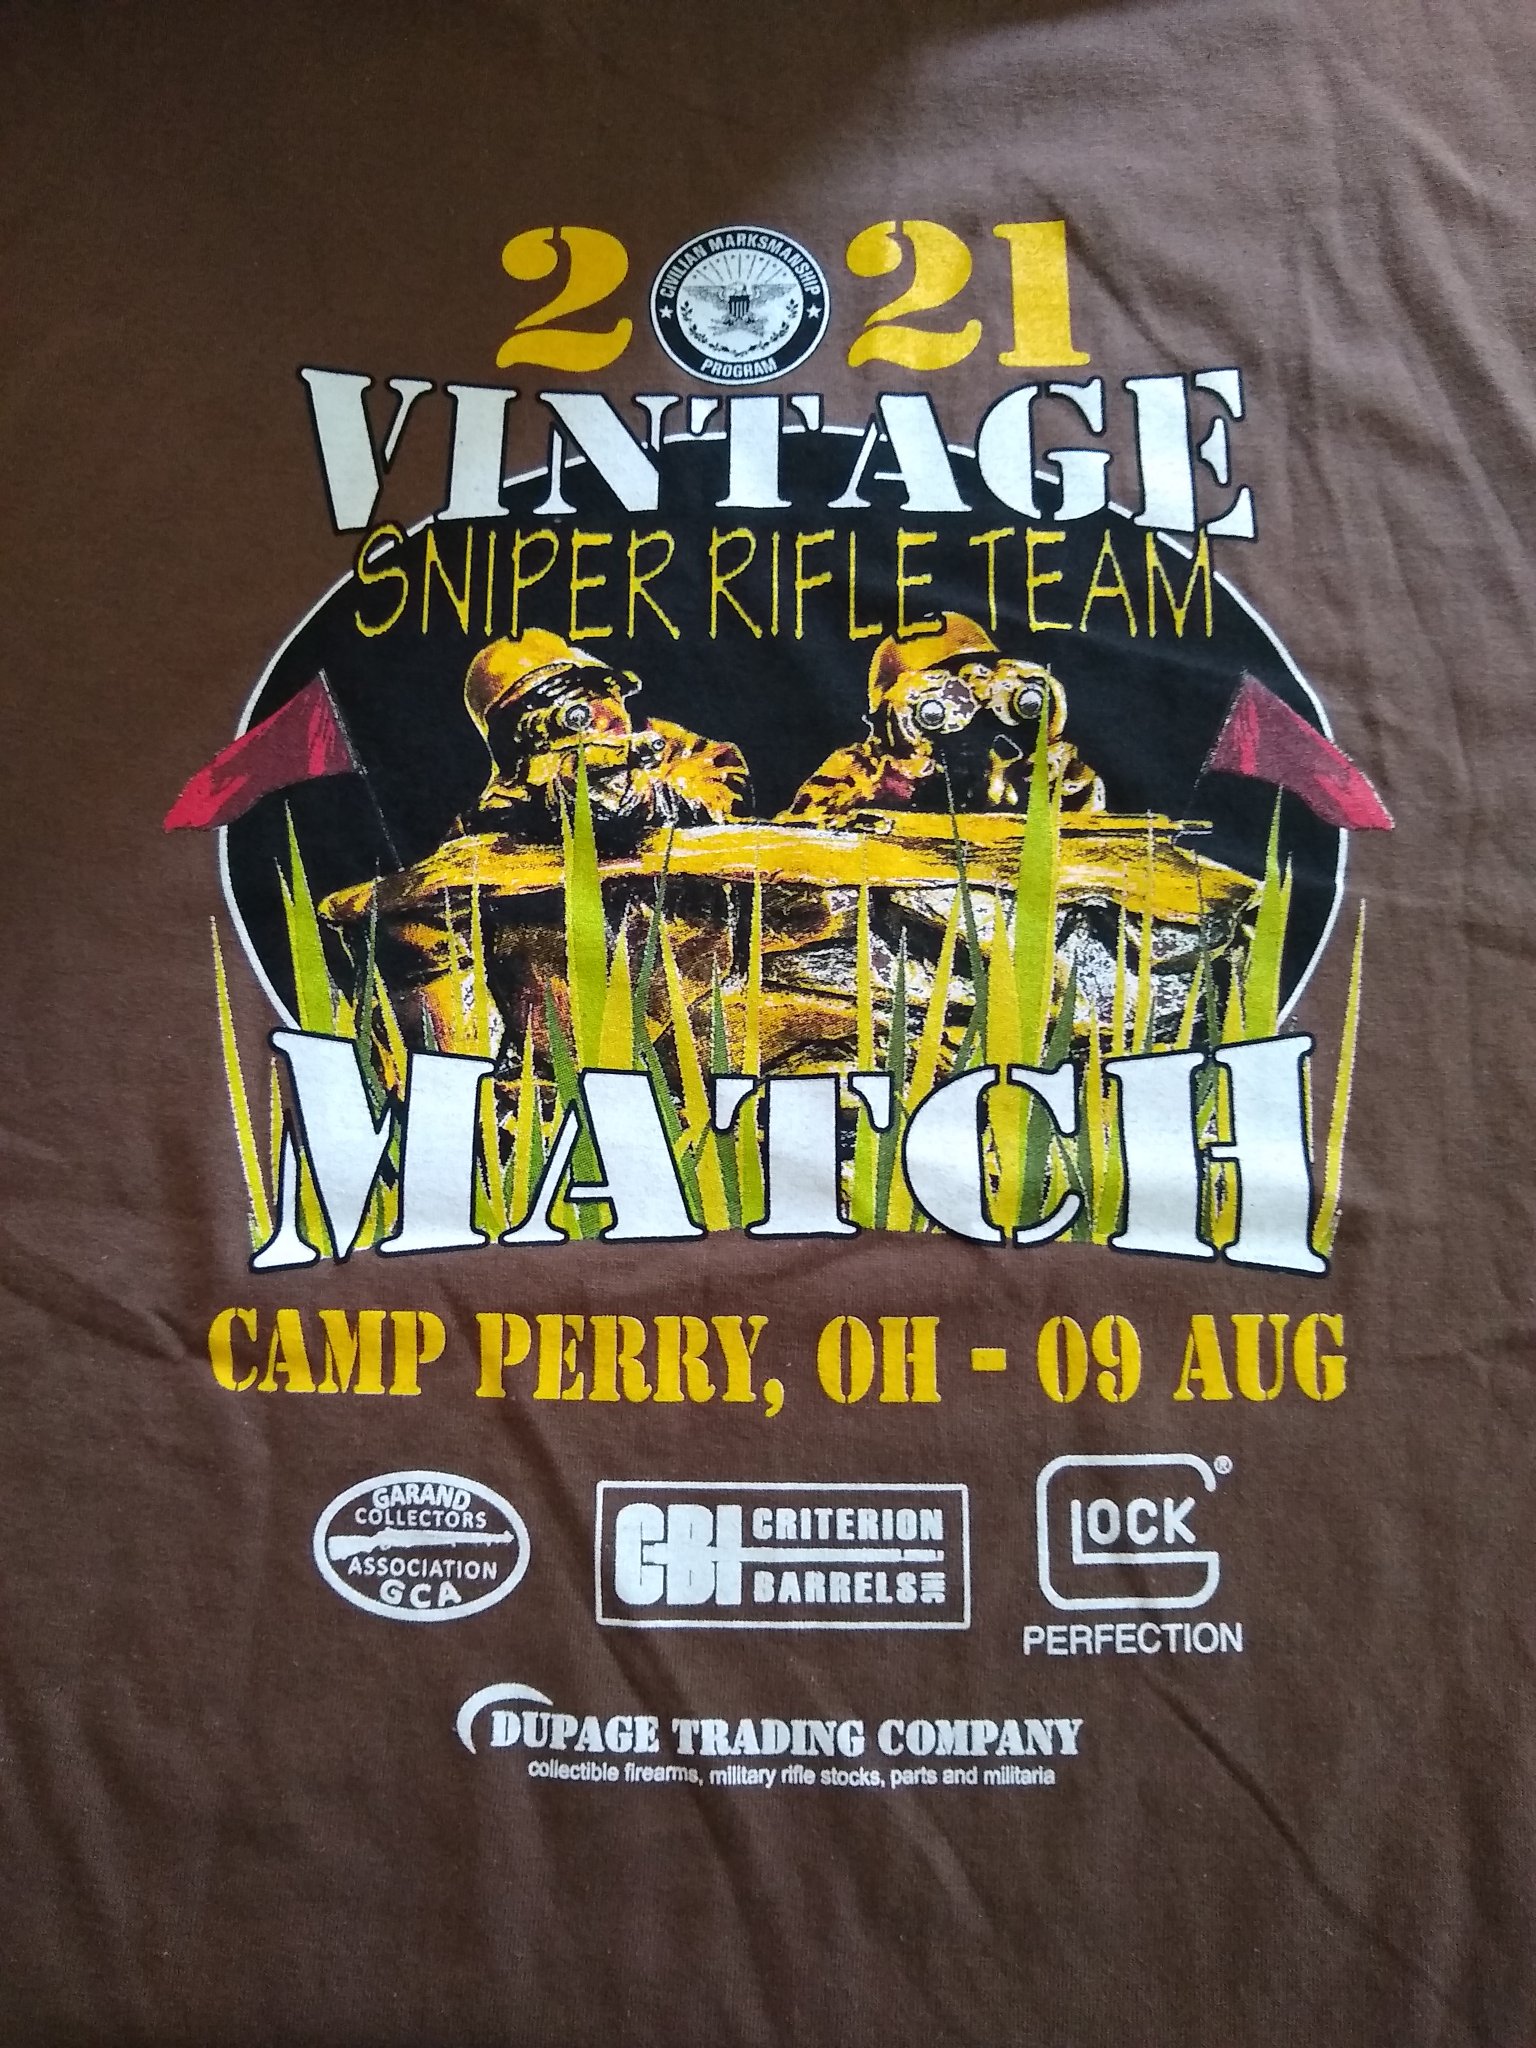 2021
CIVILIAN MARKSMANSHIP
PROGRAM
VINTAGE
SNIPER RIFLE TEAM
MATCH
CAMP PERRY, OH - 09 AUG
GARAND
COLLECTORS
ASSOCIATION
GCA
CBI CRITERION
BARRELS INC
GLOCK ®
PERFECTION
DUPAGE TRADING COMPANY
collectible firearms, military rifle stocks, parts and militaria